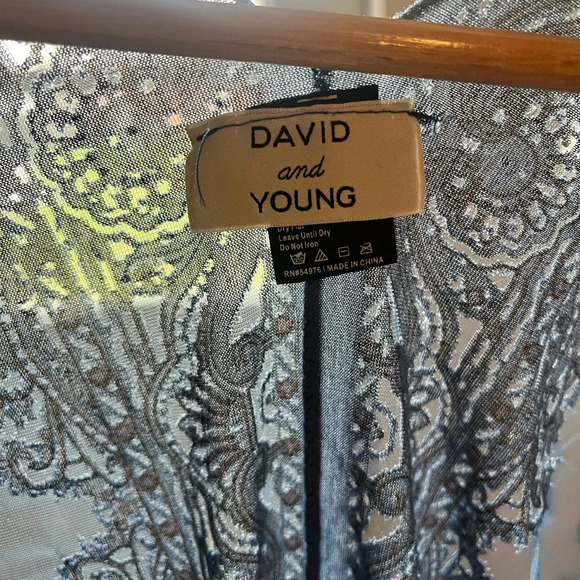 DAVID
and
YOUNG
Dry Flat
Leave Until Dry
Do Not Iron
RN#54976 | MADE IN CHINA